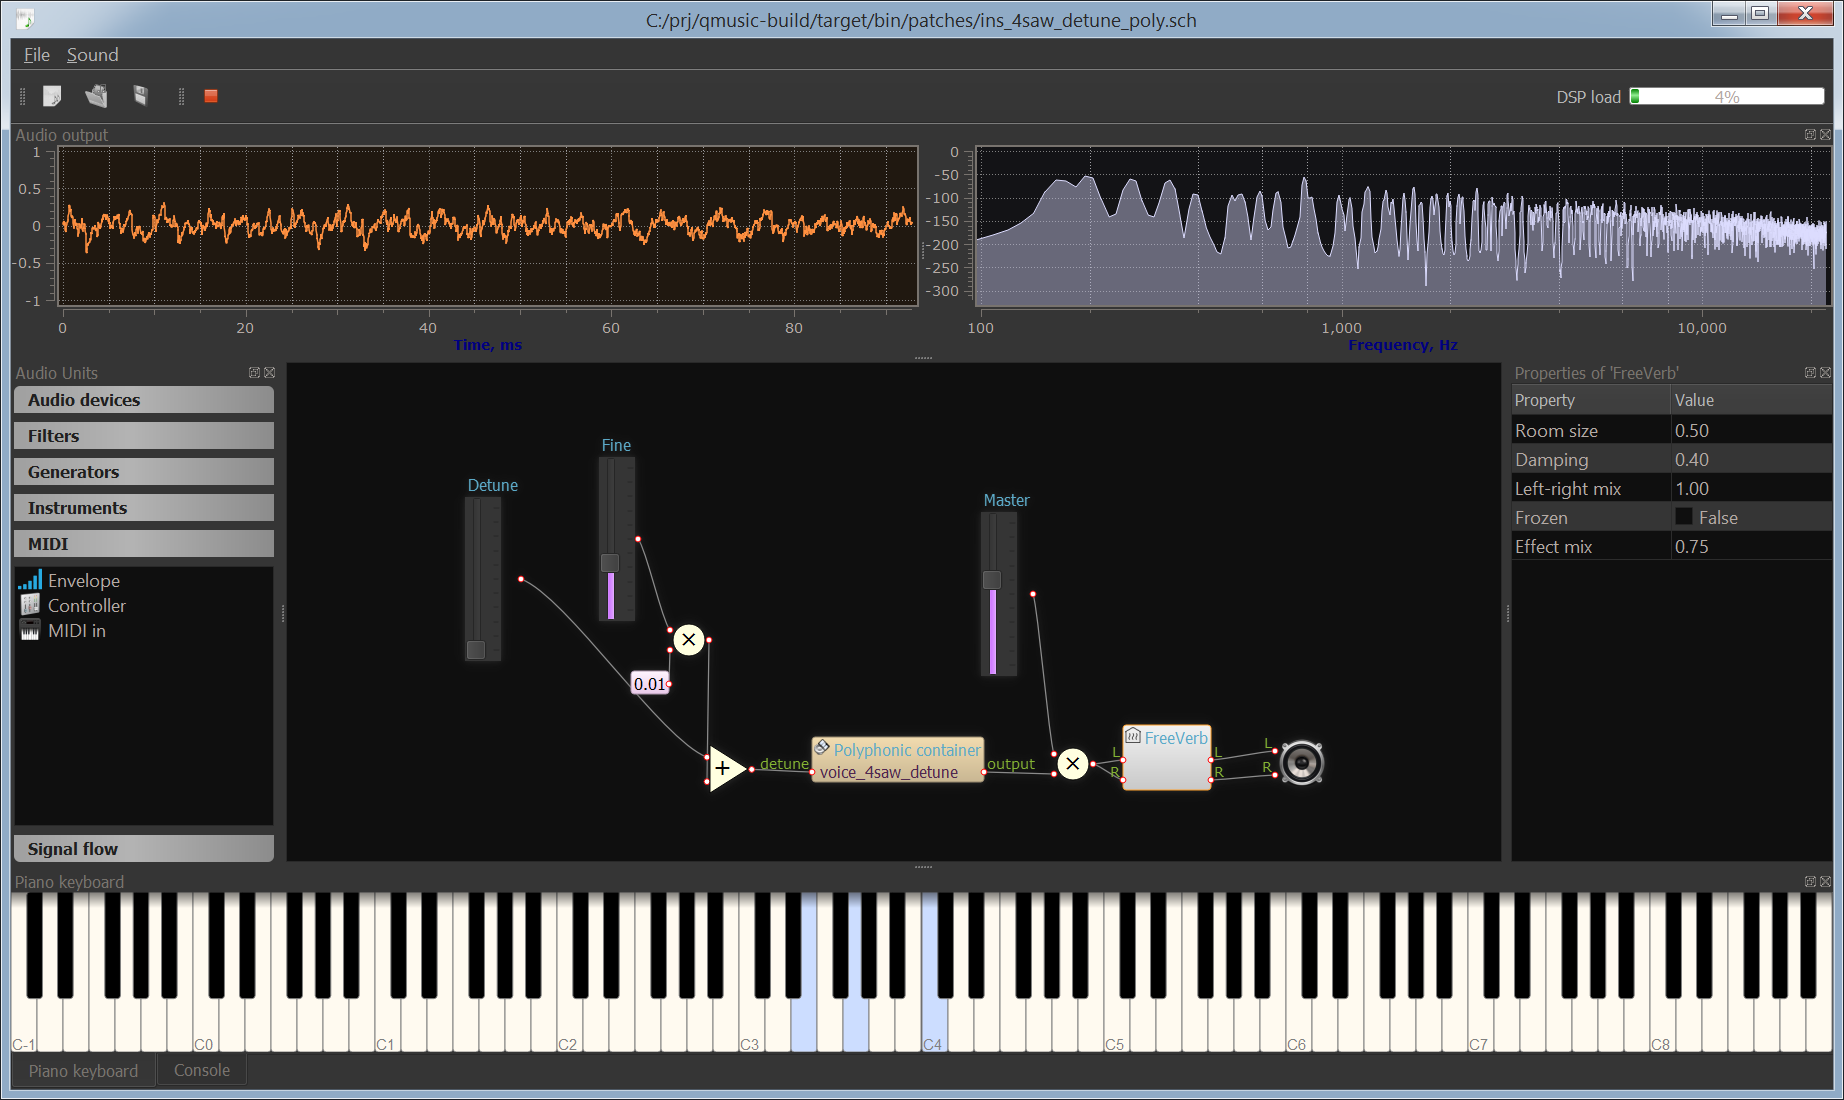 C:/prj/qmusic-build/target/bin/patches/ins_4saw_detune_poly.sch
File Sound
DSP load 4%
Audio output
1
0.5
0
-0.5
-1
0 20 40 60 80
Time, ms
0
-50
-100
-150
-200
-250
-300
100 1,000 10,000
Frequency, Hz
Audio Units
Audio devices
Filters
Generators
Instruments
MIDI
Envelope
Controller
MIDI in
Signal flow
Fine
Detune
Master
×
0.01
+
detune
Polyphonic container
voice_4saw_detune
output
×
L
R
FreeVerb
L
R
L
R
Properties of 'FreeVerb'
Property Value
Room size 0.50
Damping 0.40
Left-right mix 1.00
Frozen False
Effect mix 0.75
Piano keyboard
C-1 C0 C1 C2 C3 C4 C5 C6 C7 C8
Piano keyboard Console